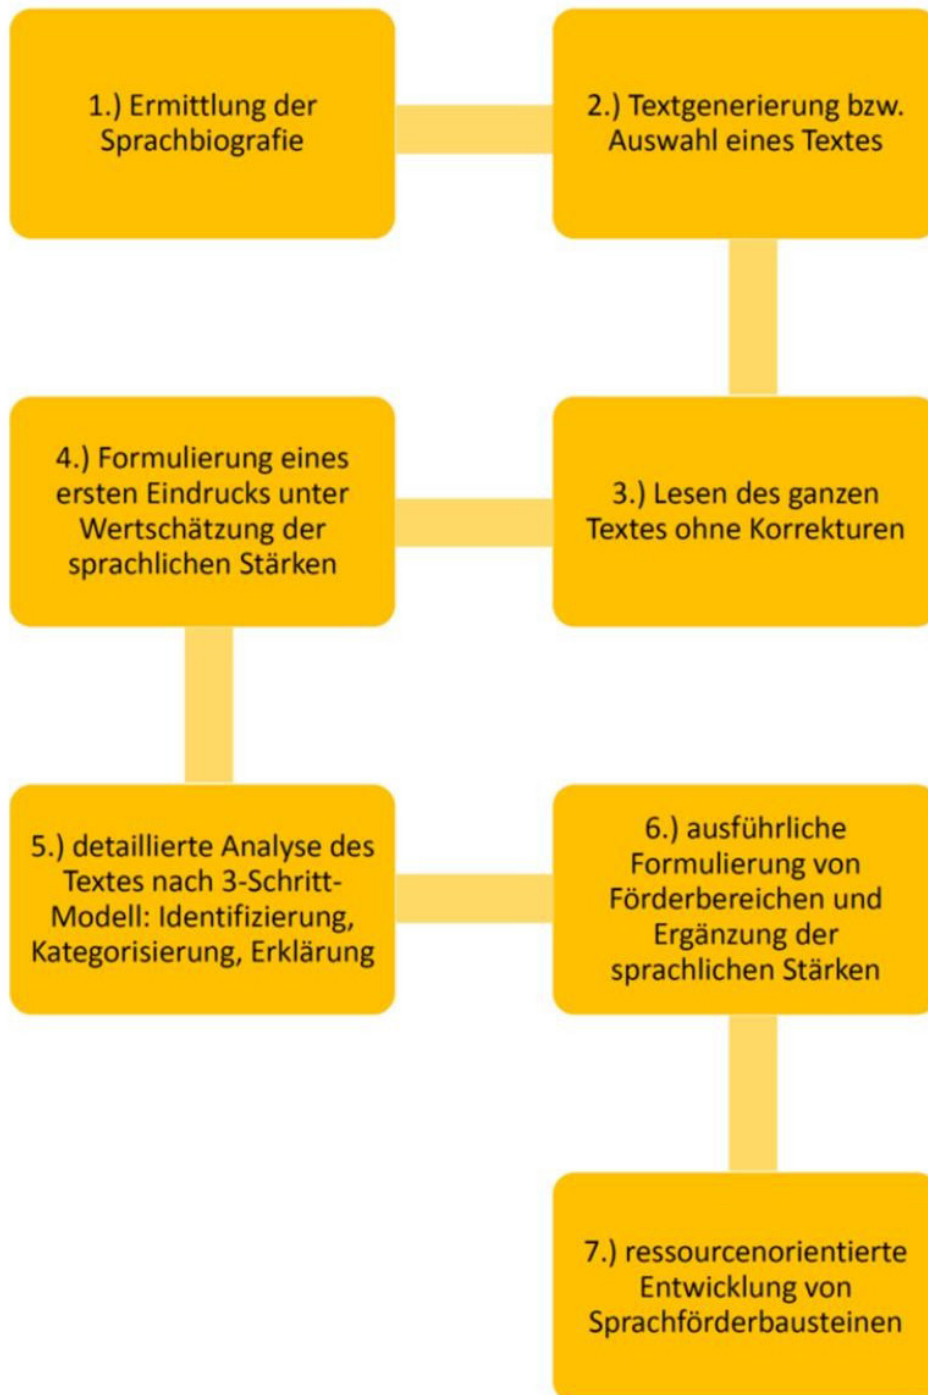 1.) Ermittlung der
Sprachbiografie
2.) Textgenerierung bzw.
Auswahl eines Textes
3.) Lesen des ganzen
Textes ohne Korrekturen
4.) Formulierung eines
ersten Eindrucks unter
Wertschätzung der
sprachlichen Stärken
5.) detaillierte Analyse des
Textes nach 3-Schritt-
Modell: Identifizierung,
Kategorisierung, Erklärung
6.) ausführliche
Formulierung von
Förderbereichen und
Ergänzung der
sprachlichen Stärken
7.) ressourcenorientierte
Entwicklung von
Sprachförderbausteinen